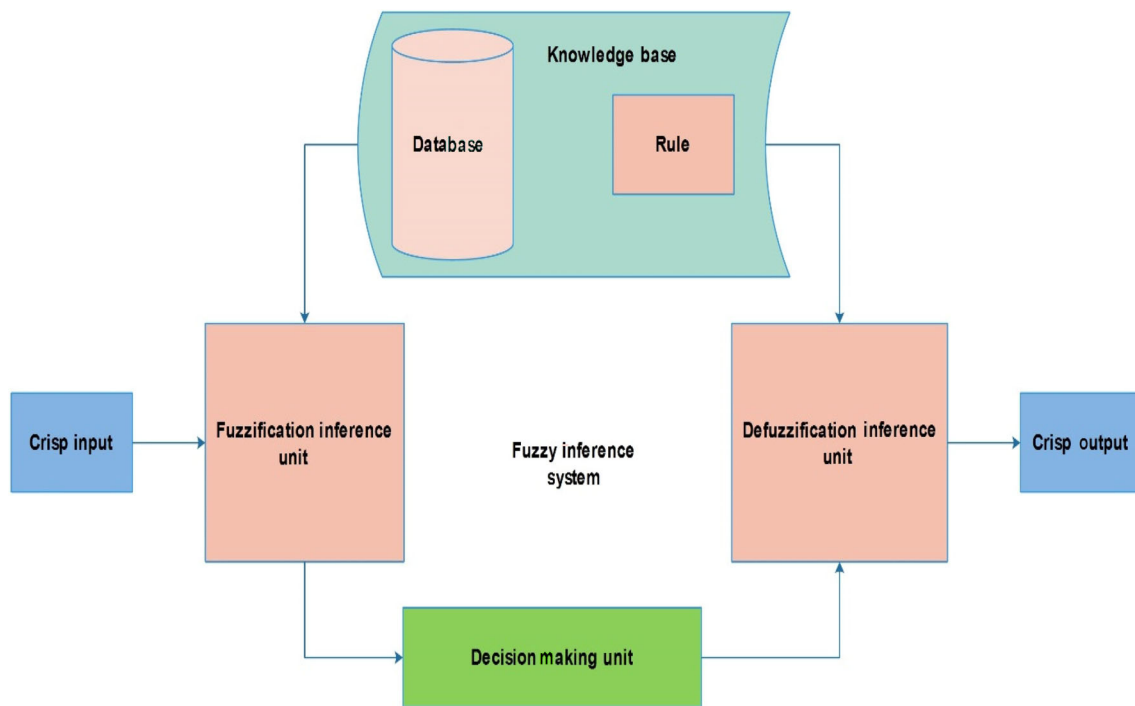 Knowledge base
Database
Rule
Crisp input
Fuzzification inference
unit
Fuzzy inference
system
Defuzzification inference
unit
Crisp output
Decision making unit